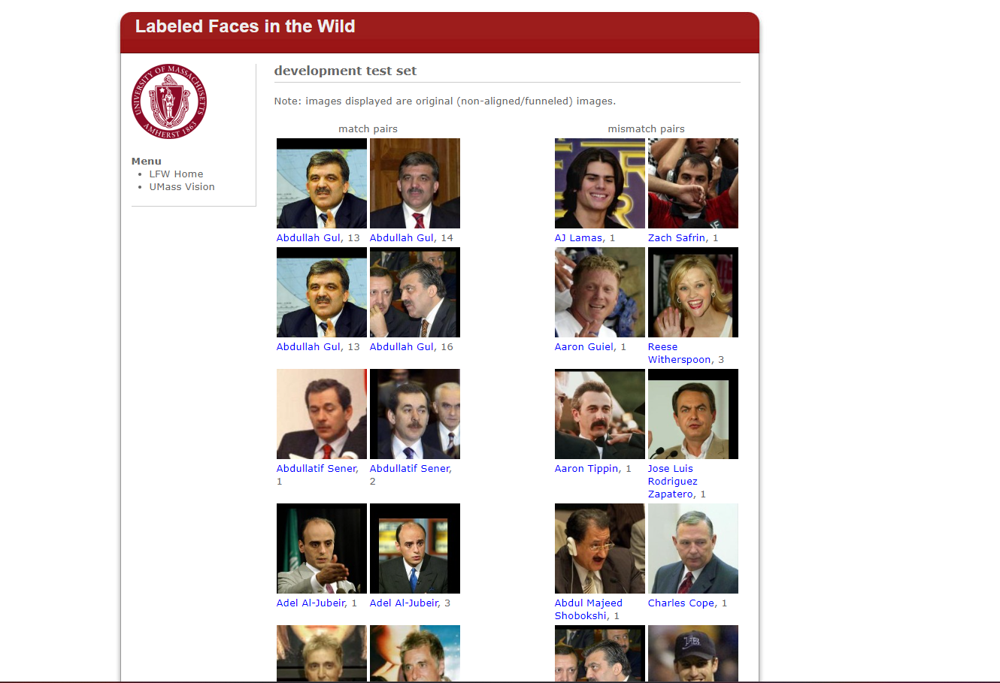 Labeled Faces in the Wild
UNIVERSITY OF MASSACHUSETTS
AMHERST 1863
Menu
LFW Home
UMass Vision
development test set
Note: images displayed are original (non-aligned/funneled) images.
match pairs
mismatch pairs
Abdullah Gul, 13
Abdullah Gul, 14
AJ Lamas, 1
Zach Safrin, 1
Abdullah Gul, 13
Abdullah Gul, 16
Aaron Guiel, 1
Reese
Witherspoon, 3
Abdullatif Sener,
1
Abdullatif Sener,
2
Aaron Tippin, 1
Jose Luis
Rodriguez
Zapatero, 1
Adel Al-Jubeir, 1
Adel Al-Jubeir, 3
Abdul Majeed
Shobokshi, 1
Charles Cope, 1